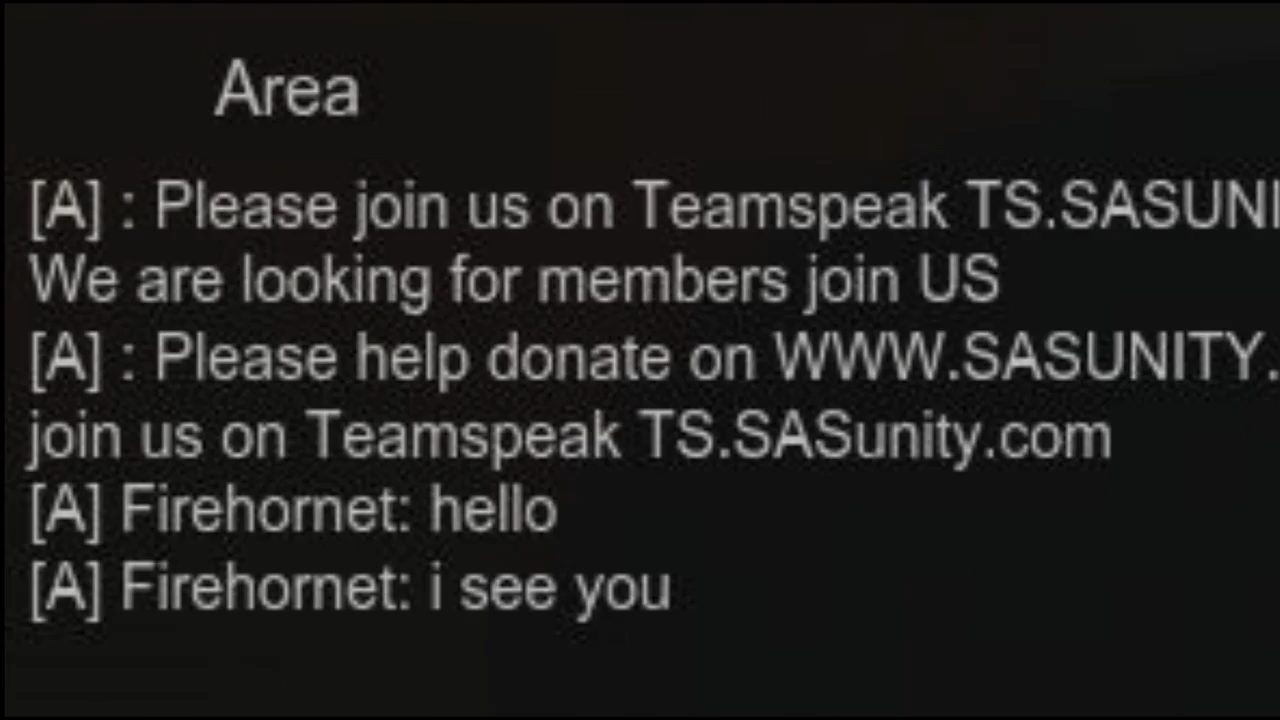 Area
[A] : Please join us on Teamspeak TS.SASUNI
We are looking for members join US
[A] : Please help donate on WWW.SASUNITY.
join us on Teamspeak TS.SASunity.com
[A] Firehornet: hello
[A] Firehornet: i see you